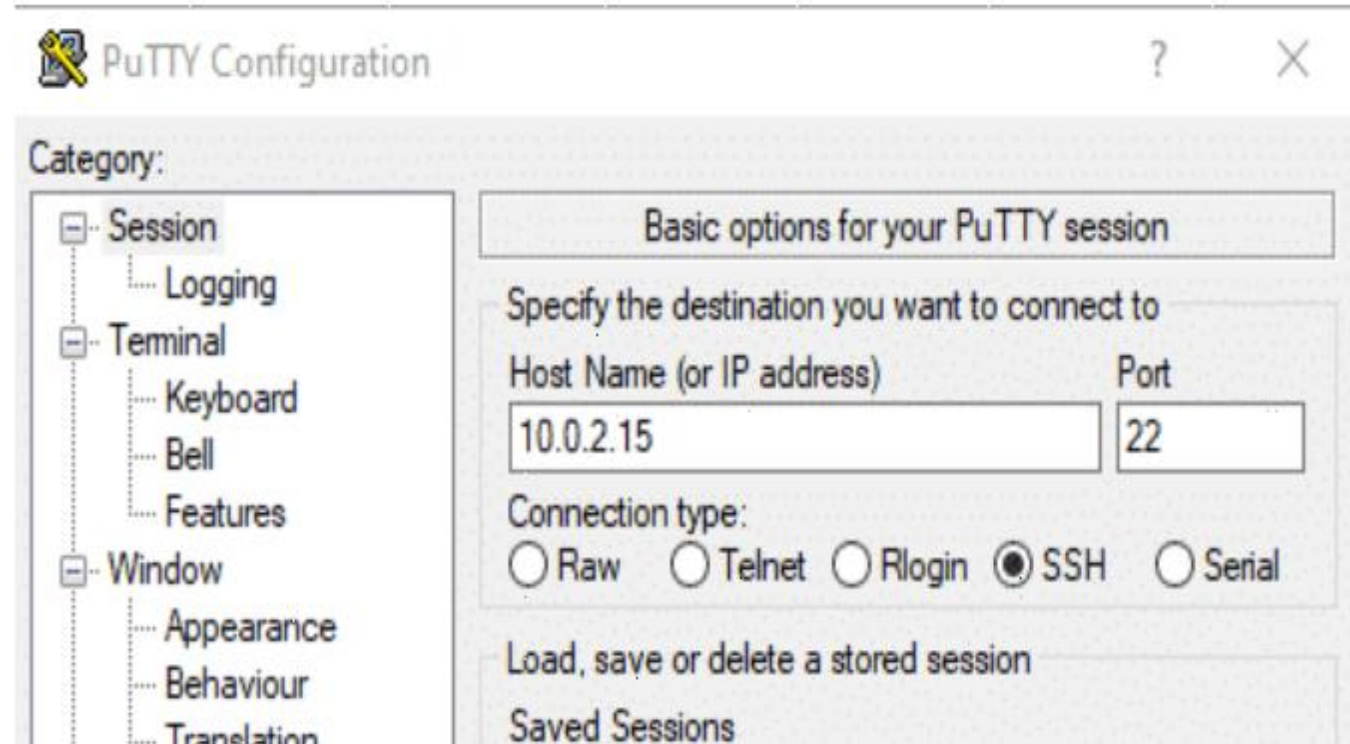 PuTTY Configuration
?
Category:
Session
Logging
Terminal
Keyboard
Bell
Features
Window
Appearance
Behaviour
Translation
Basic options for your PuTTY session
Specify the destination you want to connect to
Host Name (or IP address) Port
10.0.2.15 22
Connection type:
Raw Telnet Rlogin SSH Serial
Load, save or delete a stored session
Saved Sessions